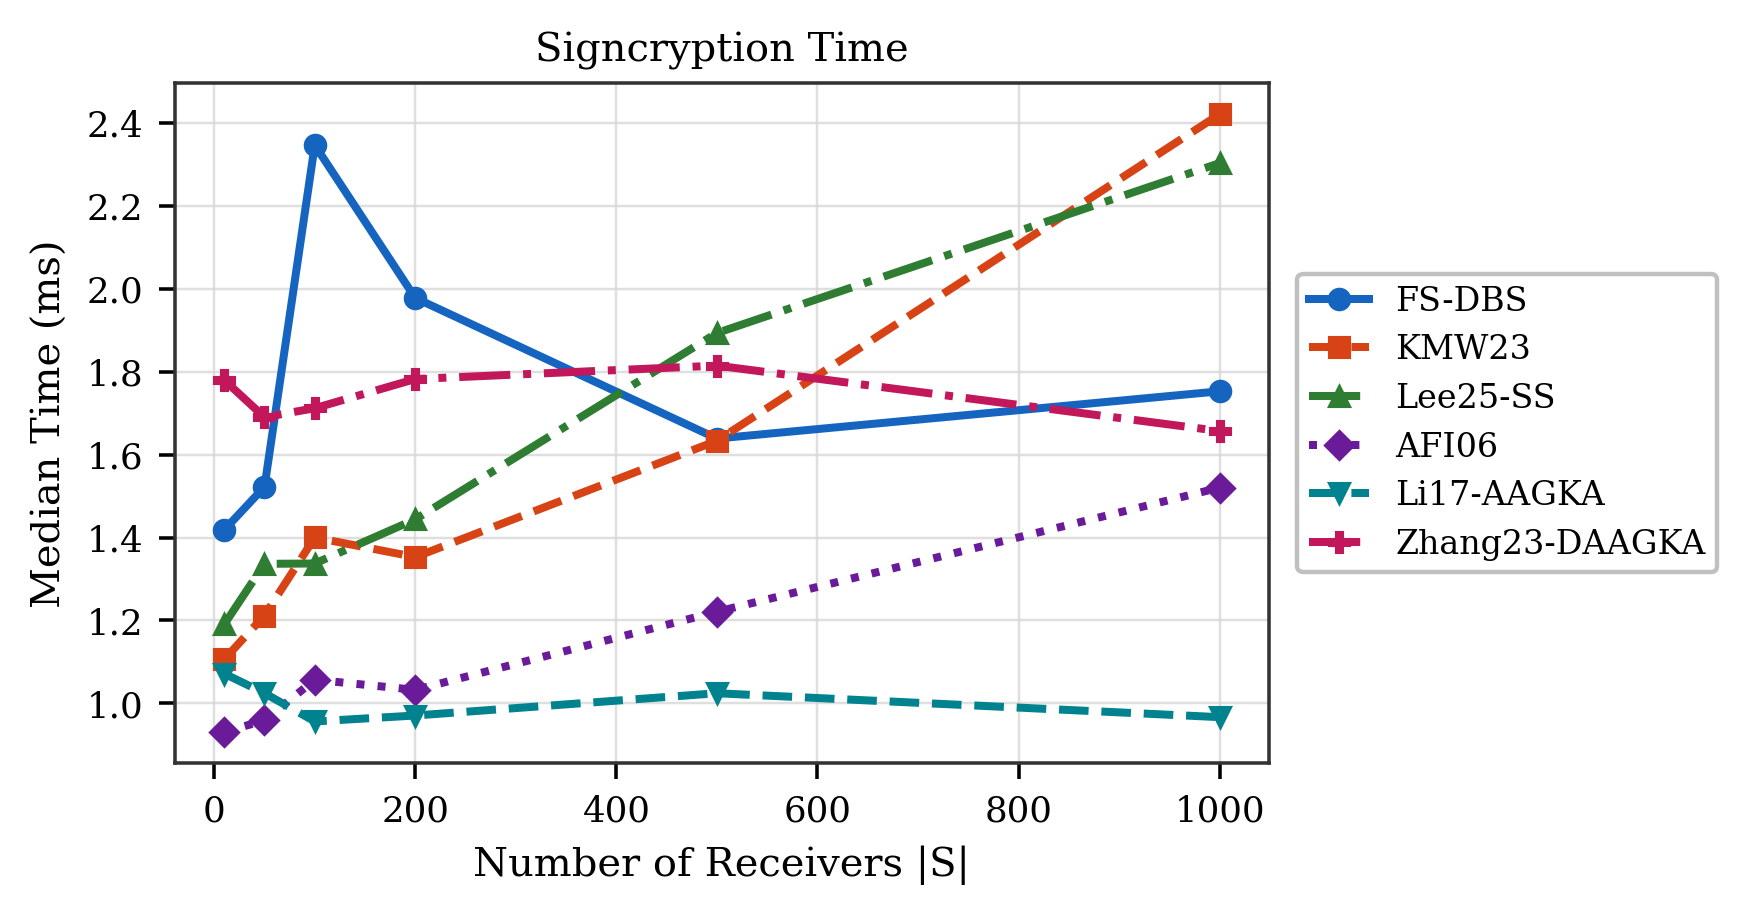 Signcryption Time
Median Time (ms)
2.4
2.2
2.0
1.8
1.6
1.4
1.2
1.0
0 200 400 600 800 1000
Number of Receivers |S|
FS-DBS
KMW23
Lee25-SS
AFI06
Li17-AAGKA
Zhang23-DAAGKA